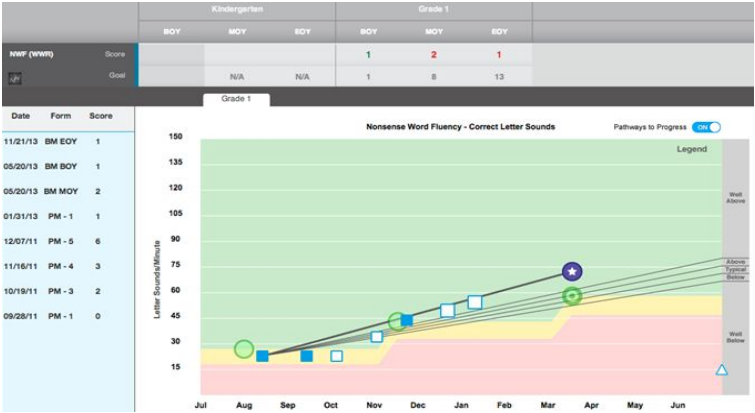 Kindergarten Grade 1
BOY MOY EOY BOY MOY EOY
NWF (WWR) Score 1 2 1
Goal N/A N/A 1 8 13
Grade 1
Date Form Score
11/21/13 BM EOY 1
05/20/13 BM BOY 1
05/20/13 BM MOY 2
01/31/13 PM - 1 1
12/07/11 PM - 5 6
11/16/11 PM - 4 3
10/19/11 PM - 3 2
09/28/11 PM - 1 0
Nonsense Word Fluency - Correct Letter Sounds
Pathways to Progress ON
Legend
Letter Sounds/Minute
150
135
120
105
90
75
60
45
30
15
Well
Above
Above
Typical
Below
Well
Below
Jul Aug Sep Oct Nov Dec Jan Feb Mar Apr May Jun